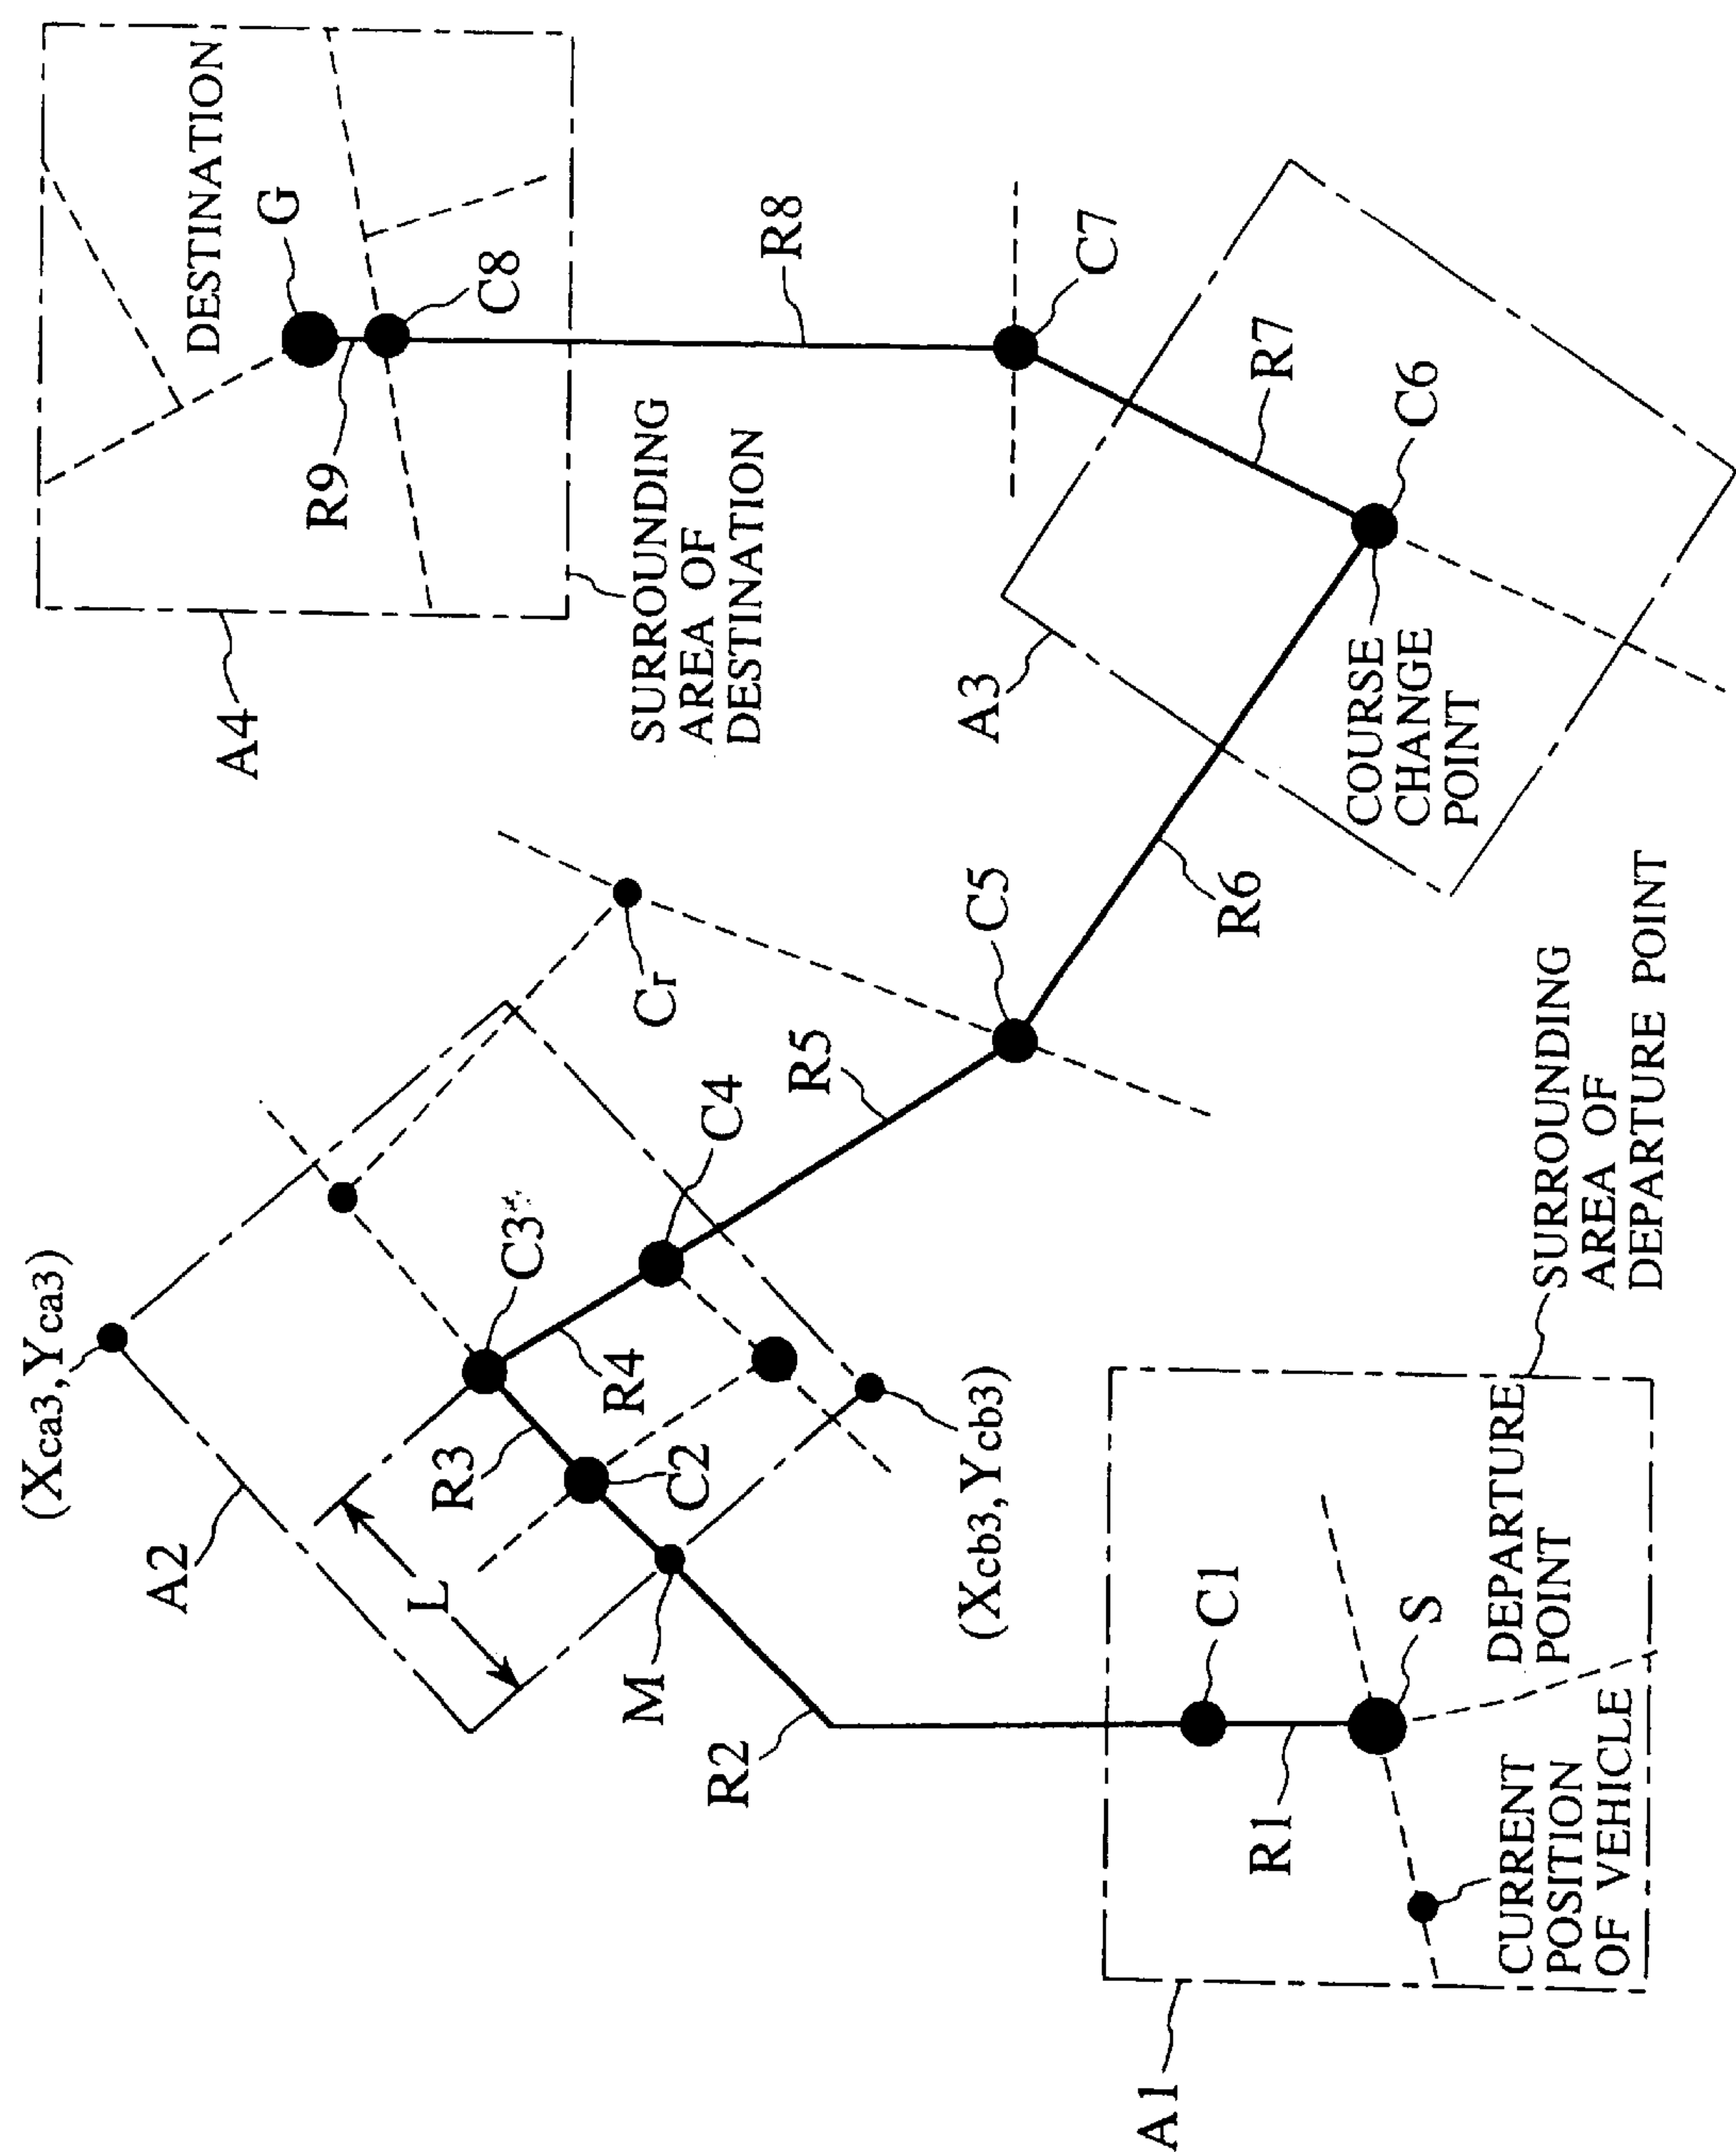 A1
CURRENT
POSITION
OF VEHICLE
R1
S
C1
DEPARTURE
POINT
SURROUNDING
AREA OF
DEPARTURE POINT
R2
M
A2
L
R3
C2
(Xca3,Yca3)
(Xcb3,Ycb3)
C3
R4
C4
R5
Cr
C5
R6
A3
COURSE
CHANGE
POINT
C6
R7
C7
R8
A4
SURROUNDING
AREA OF
DESTINATION
R9
C8
G
DESTINATION